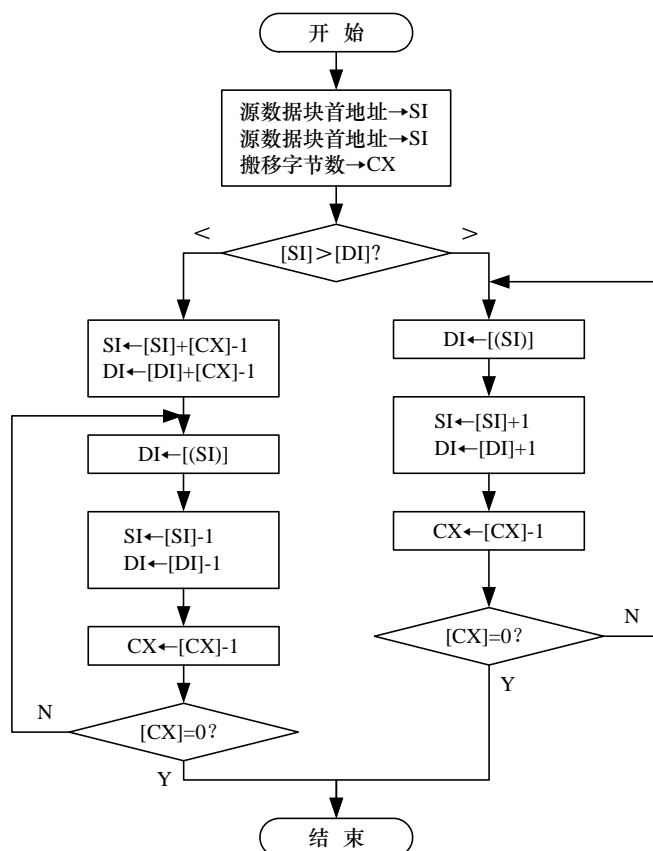 开 始
源数据块首地址→SI
源数据块首地址→SI
搬移字节数→CX
<
[SI]＞[DI]？
>
SI←[SI]+[CX]-1
DI←[DI]+[CX]-1
DI←[(SI)]
SI←[SI]-1
DI←[DI]-1
CX←[CX]-1
N
[CX]=0？
Y
DI←[(SI)]
SI←[SI]+1
DI←[DI]+1
CX←[CX]-1
[CX]=0？
N
Y
结 束